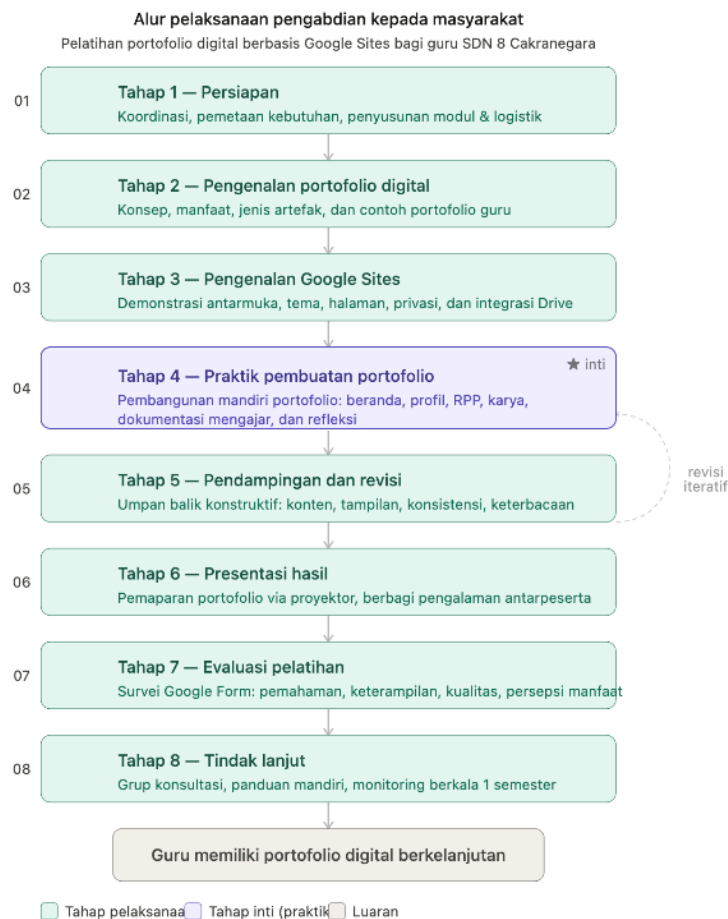 Alur pelaksanaan pengabdian kepada masyarakat
Pelatihan portofolio digital berbasis Google Sites bagi guru SDN 8 Cakranegara
01
Tahap 1 — Persiapan
Koordinasi, pemetaan kebutuhan, penyusunan modul & logistik
02
Tahap 2 — Pengenalan portofolio digital
Konsep, manfaat, jenis artefak, dan contoh portofolio guru
03
Tahap 3 — Pengenalan Google Sites
Demonstrasi antarmuka, tema, halaman, privasi, dan integrasi Drive
04
Tahap 4 — Praktik pembuatan portofolio
★ inti
Pembangunan mandiri portofolio: beranda, profil, RPP, karya,
dokumentasi mengajar, dan refleksi
05
Tahap 5 — Pendampingan dan revisi
Umpan balik konstruktif: konten, tampilan, konsistensi, keterbacaan
revisi
iteratif
06
Tahap 6 — Presentasi hasil
Pemaparan portofolio via proyektor, berbagi pengalaman antarpeserta
07
Tahap 7 — Evaluasi pelatihan
Survei Google Form: pemahaman, keterampilan, kualitas, persepsi manfaat
08
Tahap 8 — Tindak lanjut
Grup konsultasi, panduan mandiri, monitoring berkala 1 semester
Guru memiliki portofolio digital berkelanjutan
Tahap pelaksanaa
Tahap inti (praktik
Luaran